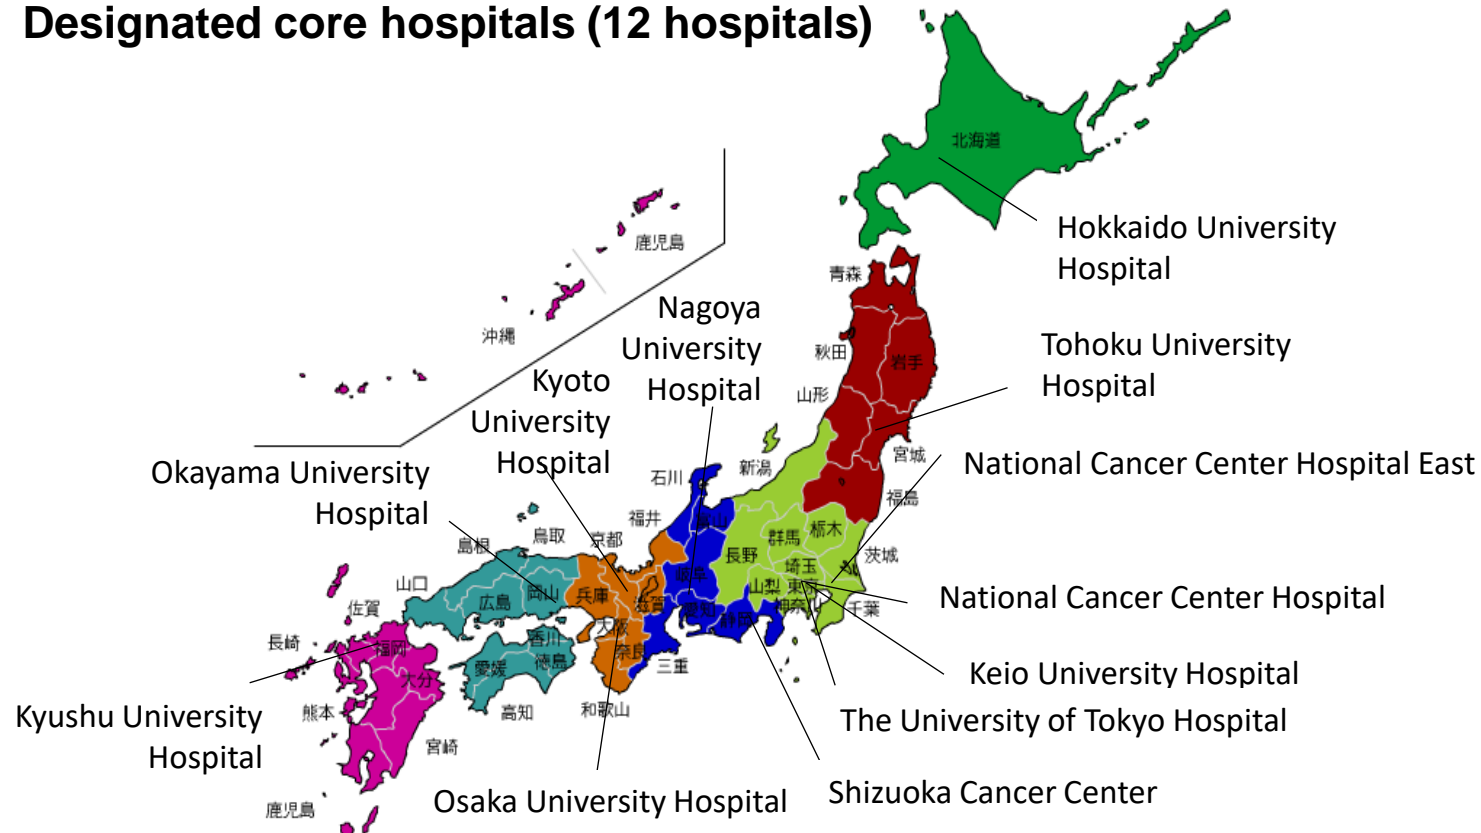 Designated core hospitals (12 hospitals)
北海道
鹿児島
Hokkaido University
Hospital
青森
沖縄
Nagoya
University
Hospital
秋田
岩手
Tohoku University
Hospital
山形
Kyoto
University
Hospital
宮城
National Cancer Center Hospital East
Okayama University
Hospital
石川
新潟
福島
福井
富山
群馬
栃木
島根
鳥取
京都
長野
茨城
埼玉
山口
岐阜
山梨
東京
岡山
兵庫
広島
滋賀
愛知
静岡
神奈川
千葉
National Cancer Center Hospital
佐賀
大阪
長崎
福岡
香川
奈良
三重
愛媛
徳島
Keio University Hospital
大分
熊本
高知
和歌山
Kyushu University
Hospital
The University of Tokyo Hospital
宮崎
Osaka University Hospital
Shizuoka Cancer Center
鹿児島